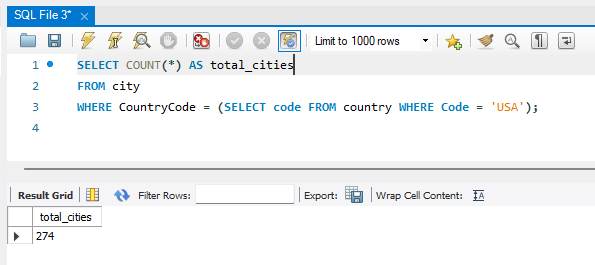 SQL File 3*
Limit to 1000 rows
1 SELECT COUNT(*) AS total_cities
2 FROM city
3 WHERE CountryCode = (SELECT code FROM country WHERE Code = 'USA');
4
Result Grid Filter Rows: Export: Wrap Cell Content:
total_cities
274